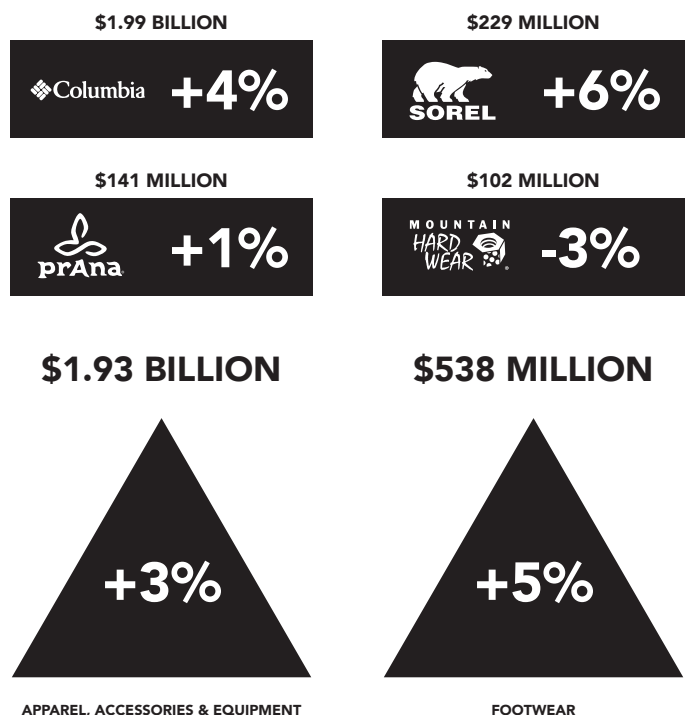 $1.99 BILLION
$229 MILLION
Columbia +4%
SOREL +6%
$141 MILLION
$102 MILLION
prAna +1%
MOUNTAIN
HARD
WEAR -3%
$1.93 BILLION
$538 MILLION
+3%
+5%
APPAREL, ACCESSORIES & EQUIPMENT
FOOTWEAR